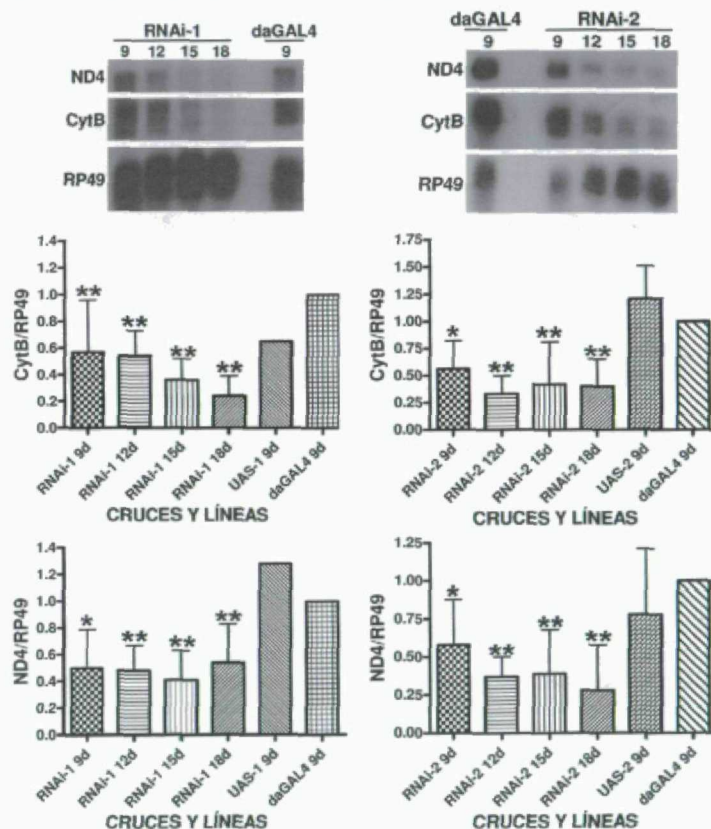 RNAi-1 daGAL4
9 12 15 18 9
ND4
CytB
RP49
daGAL4 RNAi-2
9 9 12 15 18
ND4
CytB
RP49
CytB/RP49
1.4
1.2
1.0
0.8
0.6
0.4
0.2
0.0
** ** ** **
RNAi-1 9d
RNAi-1 12d
RNAi-1 15d
RNAi-1 18d
UAS-1 9d
daGAL4 9d
CRUCES Y LÍNEAS
CytB/RP49
1.75
1.50
1.25
1.00
0.75
0.50
0.25
0.00
* ** ** **
RNAi-2 9d
RNAi-2 12d
RNAi-2 15d
RNAi-2 18d
UAS-2 9d
daGAL4 9d
CRUCES Y LÍNEAS
ND4/RP49
1.4
1.2
1.0
0.8
0.6
0.4
0.2
0.0
* ** ** **
RNAi-1 9d
RNAi-1 12d
RNAi-1 15d
RNAi-1 18d
UAS-1 9d
daGAL4 9d
CRUCES Y LÍNEAS
ND4/RP49
1.25
1.00
0.75
0.50
0.25
0.00
* ** ** **
RNAi-2 9d
RNAi-2 12d
RNAi-2 15d
RNAi-2 18d
UAS-2 9d
daGAL4 9d
CRUCES Y LÍNEAS